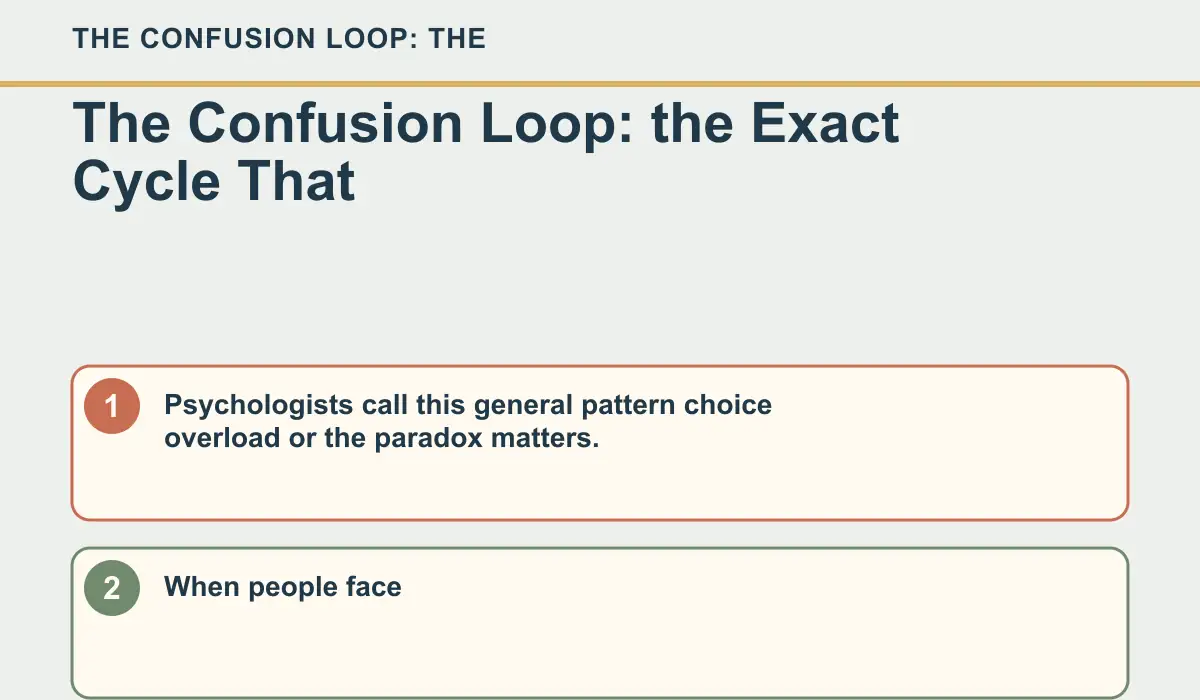 THE CONFUSION LOOP: THE
The Confusion Loop: the Exact
Cycle That
1
Psychologists call this general pattern choice
overload or the paradox matters.
2
When people face